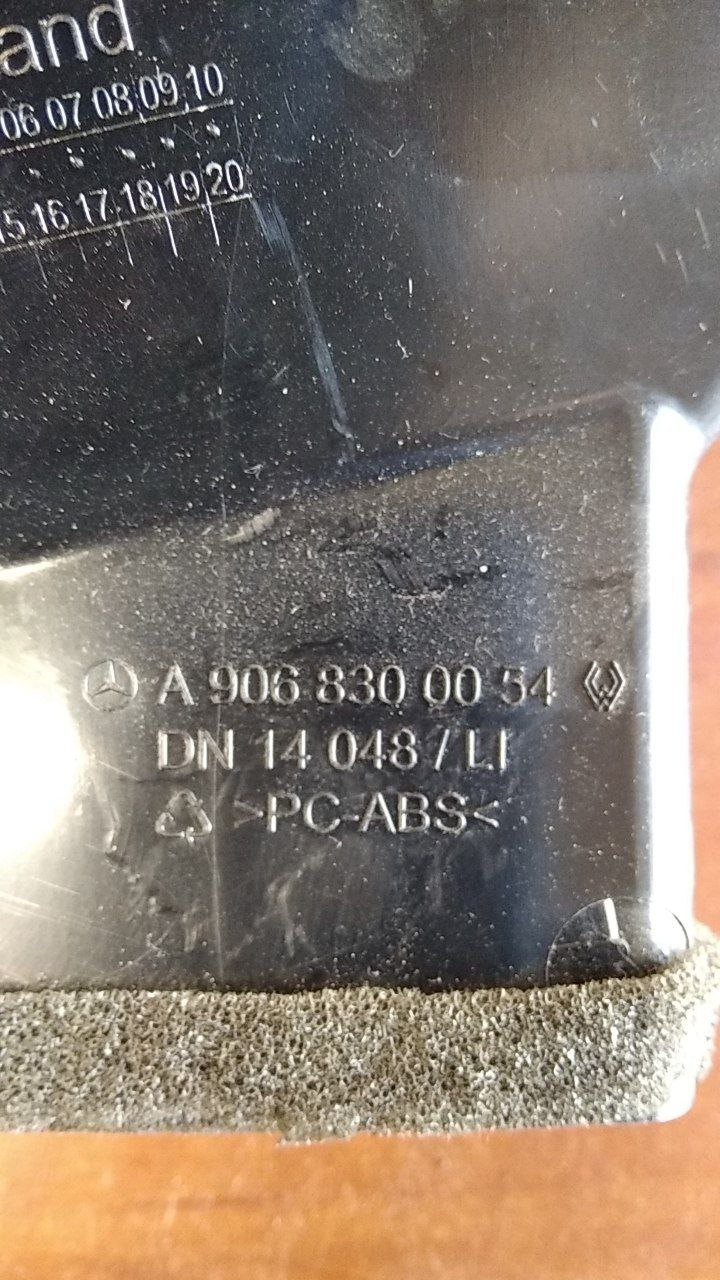 and
06 07 08 09 10
15 16 17 18 19 20
A 906 830 00 54
DN 14 048 / LI
>PC-ABS<